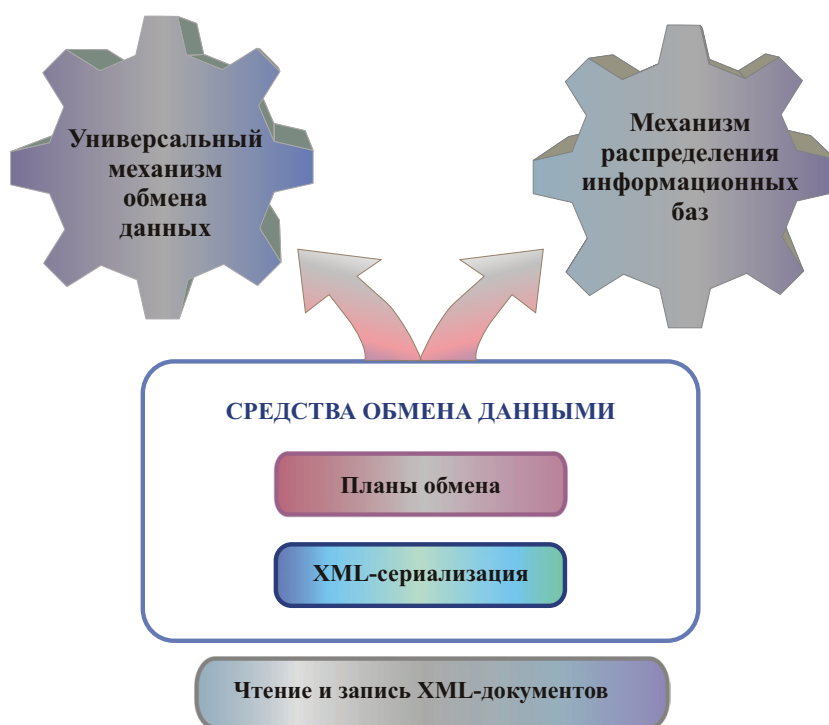 Универсальный
механизм
обмена
данных
Механизм
распределения
информационных
баз
СРЕДСТВА ОБМЕНА ДАННЫМИ
Планы обмена
XML-сериализация
Чтение и запись XML-документов